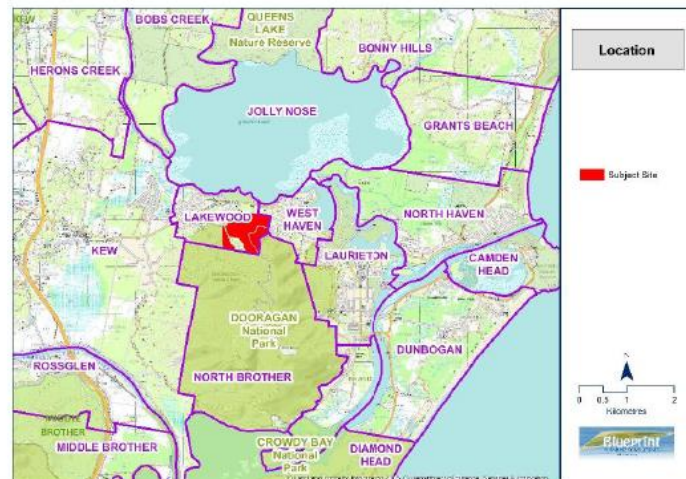 BOBS CREEK
QUEENS
LAKE
Nature Reserve
BONNY HILLS
HERONS CREEK
JOLLY NOSE
GRANTS BEACH
LAKEWOOD
WEST
HAVEN
NORTH HAVEN
KEW
LAURIETON
CAMDEN
HEAD
DOORAGAN
National
Park
DUNBOGAN
ROSSGLEN
NORTH BROTHER
BROTHER
MIDDLE BROTHER
CROWDY BAY
National
Park
DIAMOND
HEAD
Location
Subject Site
0 0.5 1 2
Kilometres
Blueprint